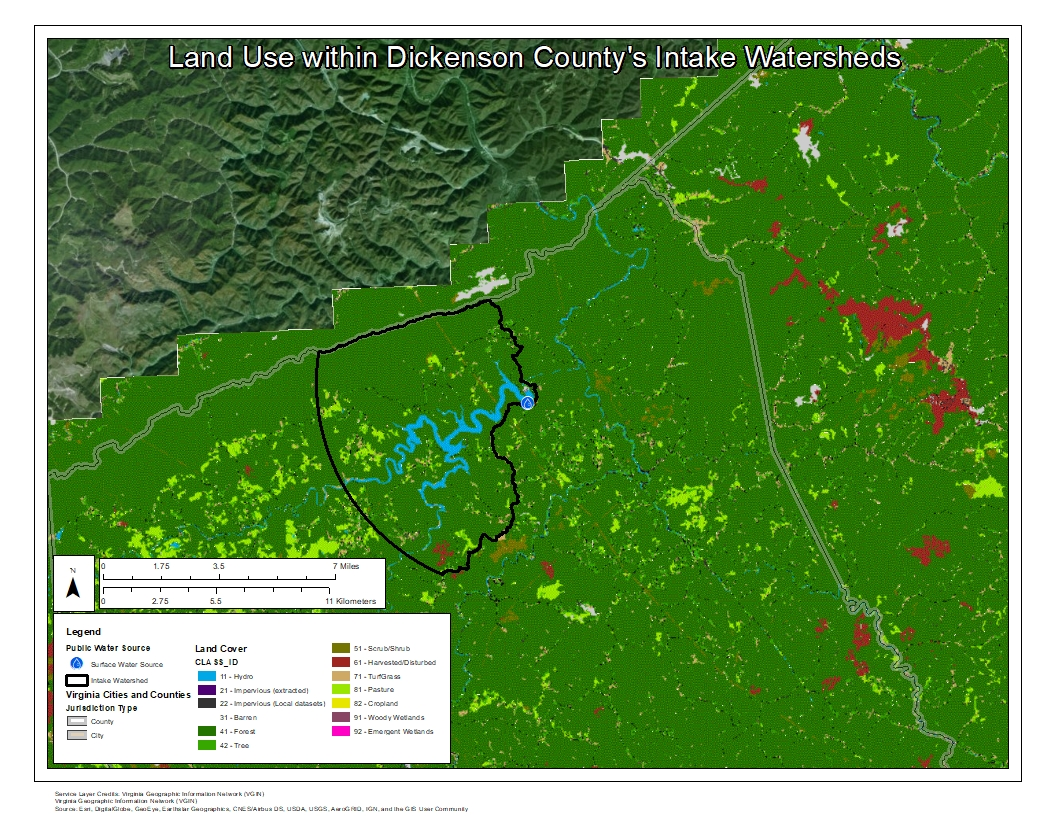 Land Use within Dickenson County's Intake Watersheds
N
0 1.75 3.5 7 Miles
0 2.75 5.5 11 Kilometers
Legend
Public Water Source
Surface Water Source
Intake Watershed
Virginia Cities and Counties
Jurisdiction Type
County
City
Land Cover
CLASS_ID
11 - Hydro
21 - Impervious (extracted)
22 - Impervious (Local datasets)
31 - Barren
41 - Forest
42 - Tree
51 - Scrub/Shrub
61 - Harvested/Disturbed
71 - TurfGrass
81 - Pasture
82 - Cropland
91 - Woody Wetlands
92 - Emergent Wetlands
Service Layer Credits: Virginia Geographic Information Network (VGIN)
Virginia Geographic Information Network (VGIN)
Source: Esri, DigitalGlobe, GeoEye, Earthstar Geographics, CNES/Airbus DS, USDA, USGS, AeroGRID, IGN, and the GIS User Community